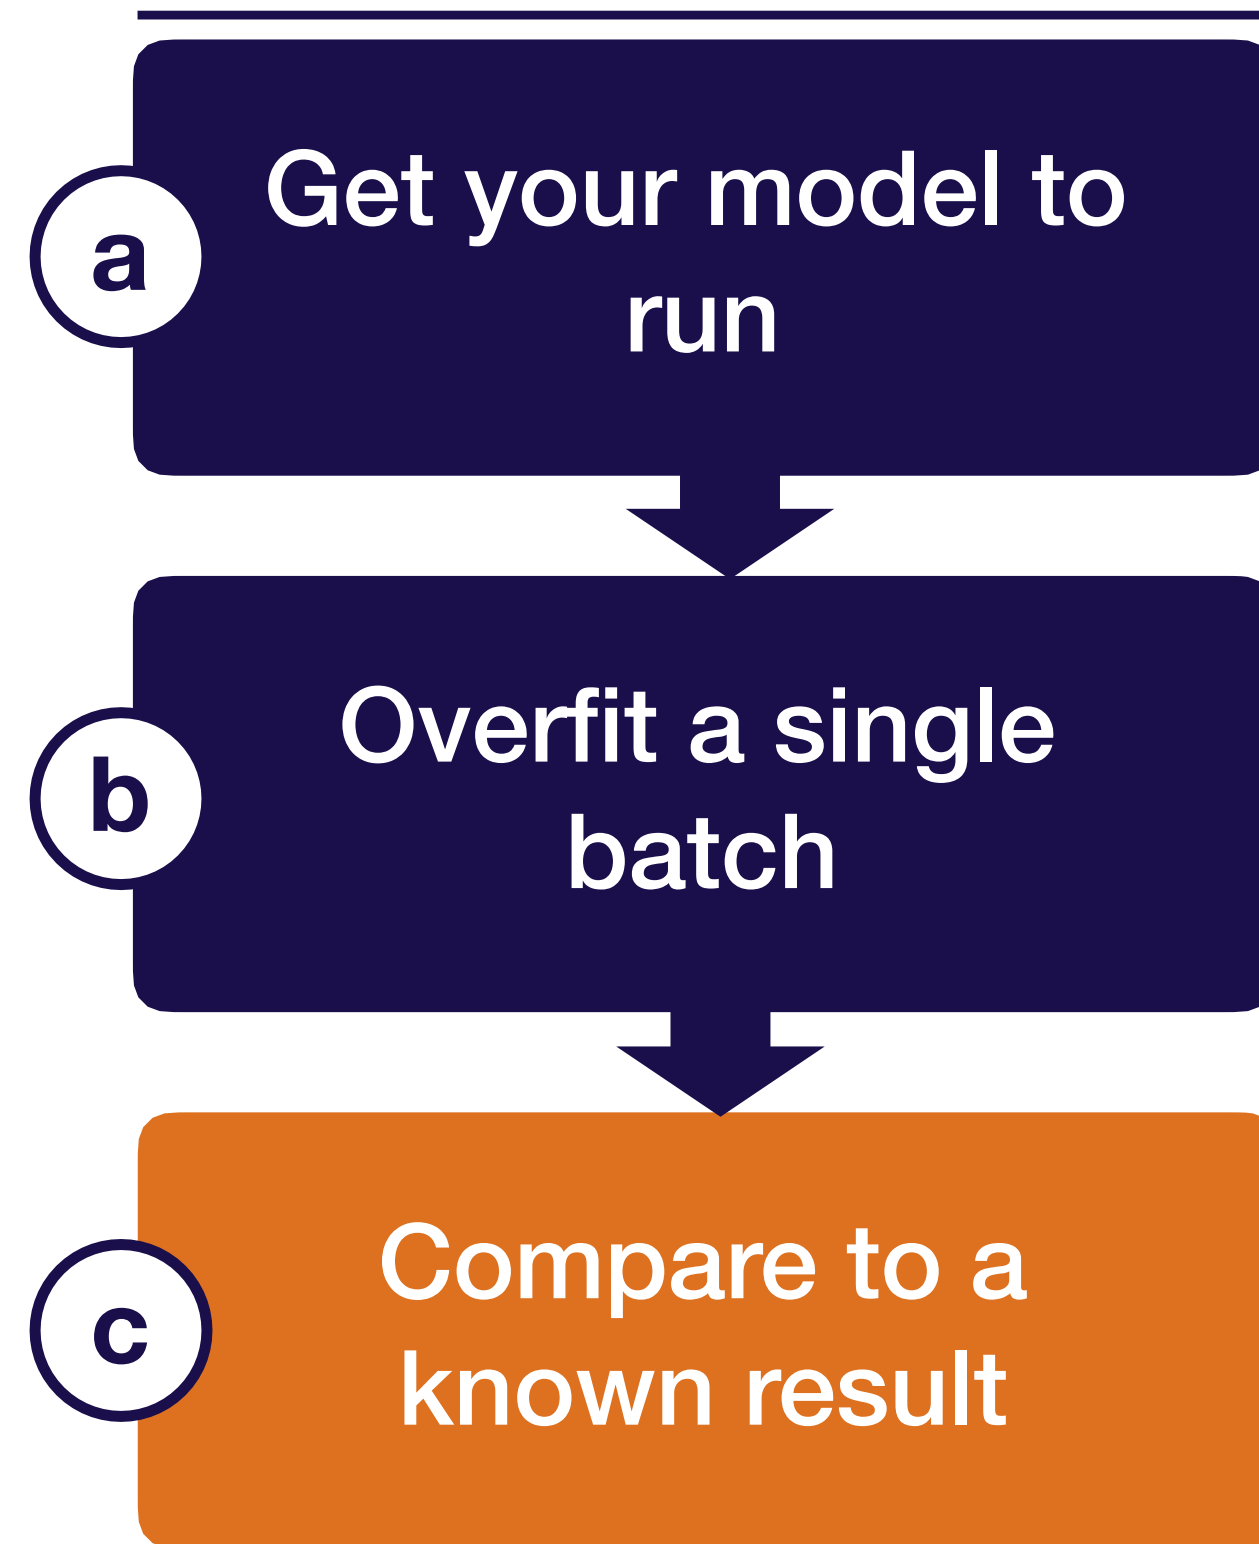 a
Get your model to
run
b
Overfit a single
batch
c
Compare to a
known result